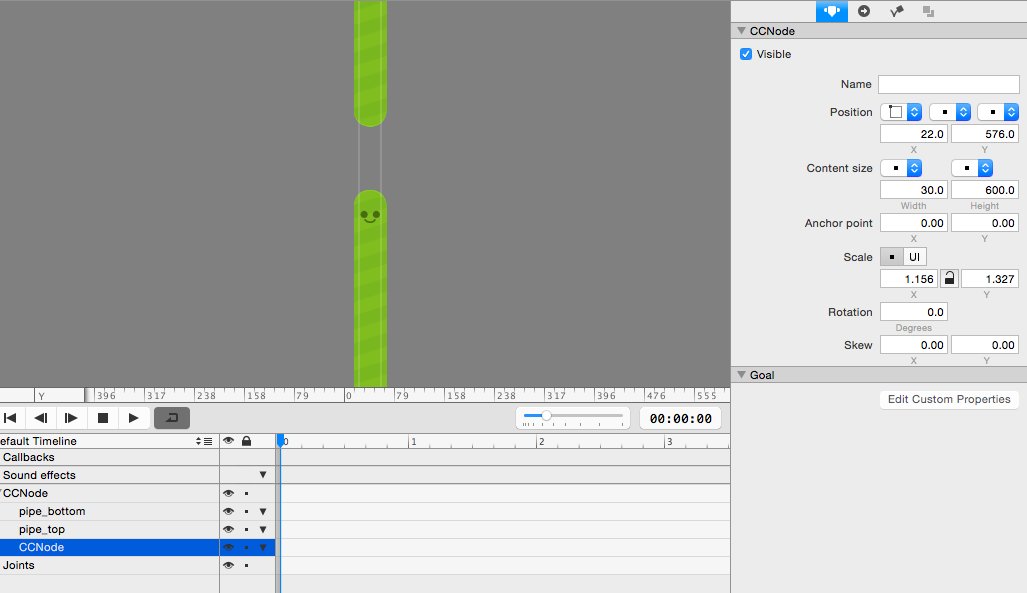 CCNode
Visible
Name
Position
22.0 576.0
X Y
Content size
30.0 600.0
Width Height
Anchor point 0.00 0.00
X Y
Scale UI
1.156 1.327
X Y
Rotation 0.0
Degrees
Skew 0.00 0.00
X Y
Goal
Edit Custom Properties
Y 396 317 238 158 79 0 79 158 238 317 396 476 555
00:00:00
efault Timeline 0 1 2 3
Callbacks
Sound effects
CCNode
pipe_bottom
pipe_top
CCNode
Joints